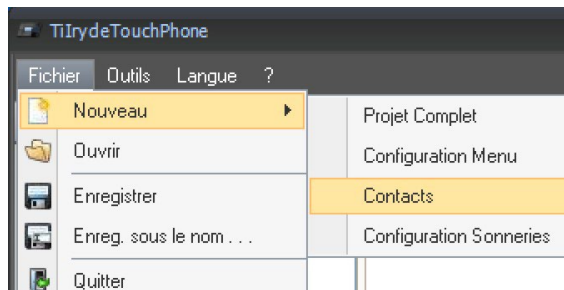 TiIrydeTouchPhone
Fichier Outils Langue ?
Nouveau
Ouvrir
Enregistrer
Enreg. sous le nom . . .
Quitter
Projet Complet
Configuration Menu
Contacts
Configuration Sonneries